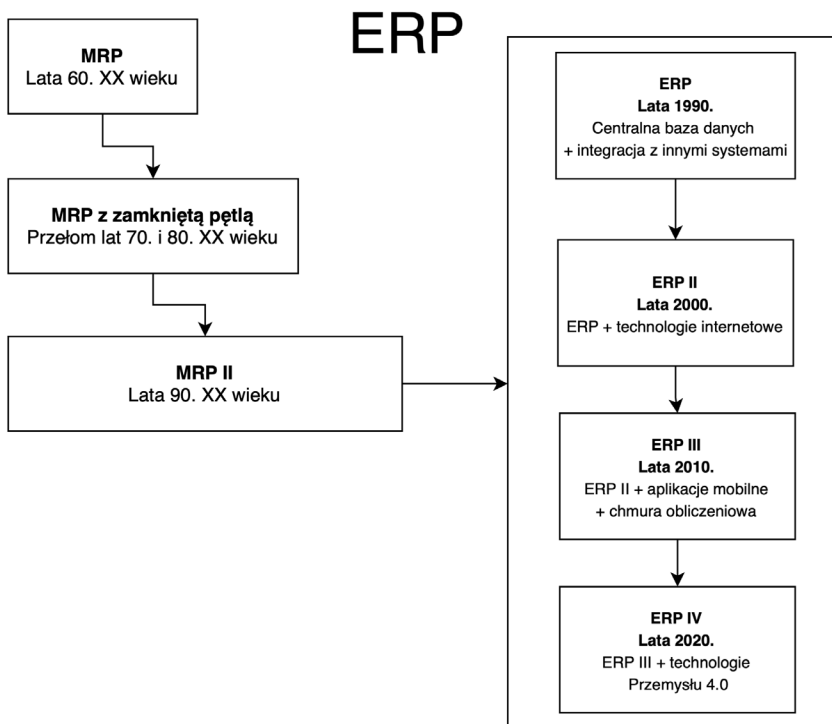 ERP
MRP
Lata 60. XX wieku
MRP z zamkniętą pętlą
Przełom lat 70. i 80. XX wieku
MRP II
Lata 90. XX wieku
ERP
Lata 1990.
Centralna baza danych
+ integracja z innymi systemami
ERP II
Lata 2000.
ERP + technologie internetowe
ERP III
Lata 2010.
ERP II + aplikacje mobilne
+ chmura obliczeniowa
ERP IV
Lata 2020.
ERP III + technologie
Przemysłu 4.0